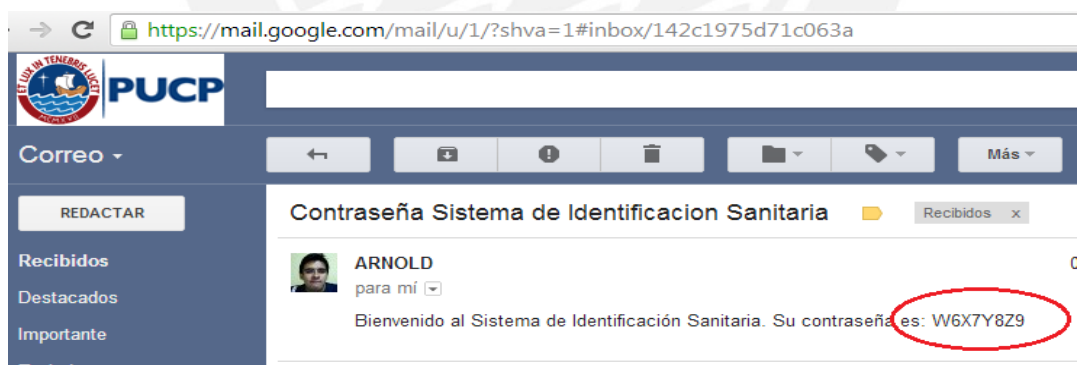 https://mail.google.com/mail/u/1/?shva=1#inbox/142c1975d71c063a
ET LUX IN TENEBRIS LUCET
MCMXVII
PUCP
Correo
Más
REDACTAR
Contraseña Sistema de Identificacion Sanitaria
Recibidos x
Recibidos
ARNOLD
para mí
Destacados
Bienvenido al Sistema de Identificación Sanitaria. Su contraseña es: W6X7Y8Z9
Importante